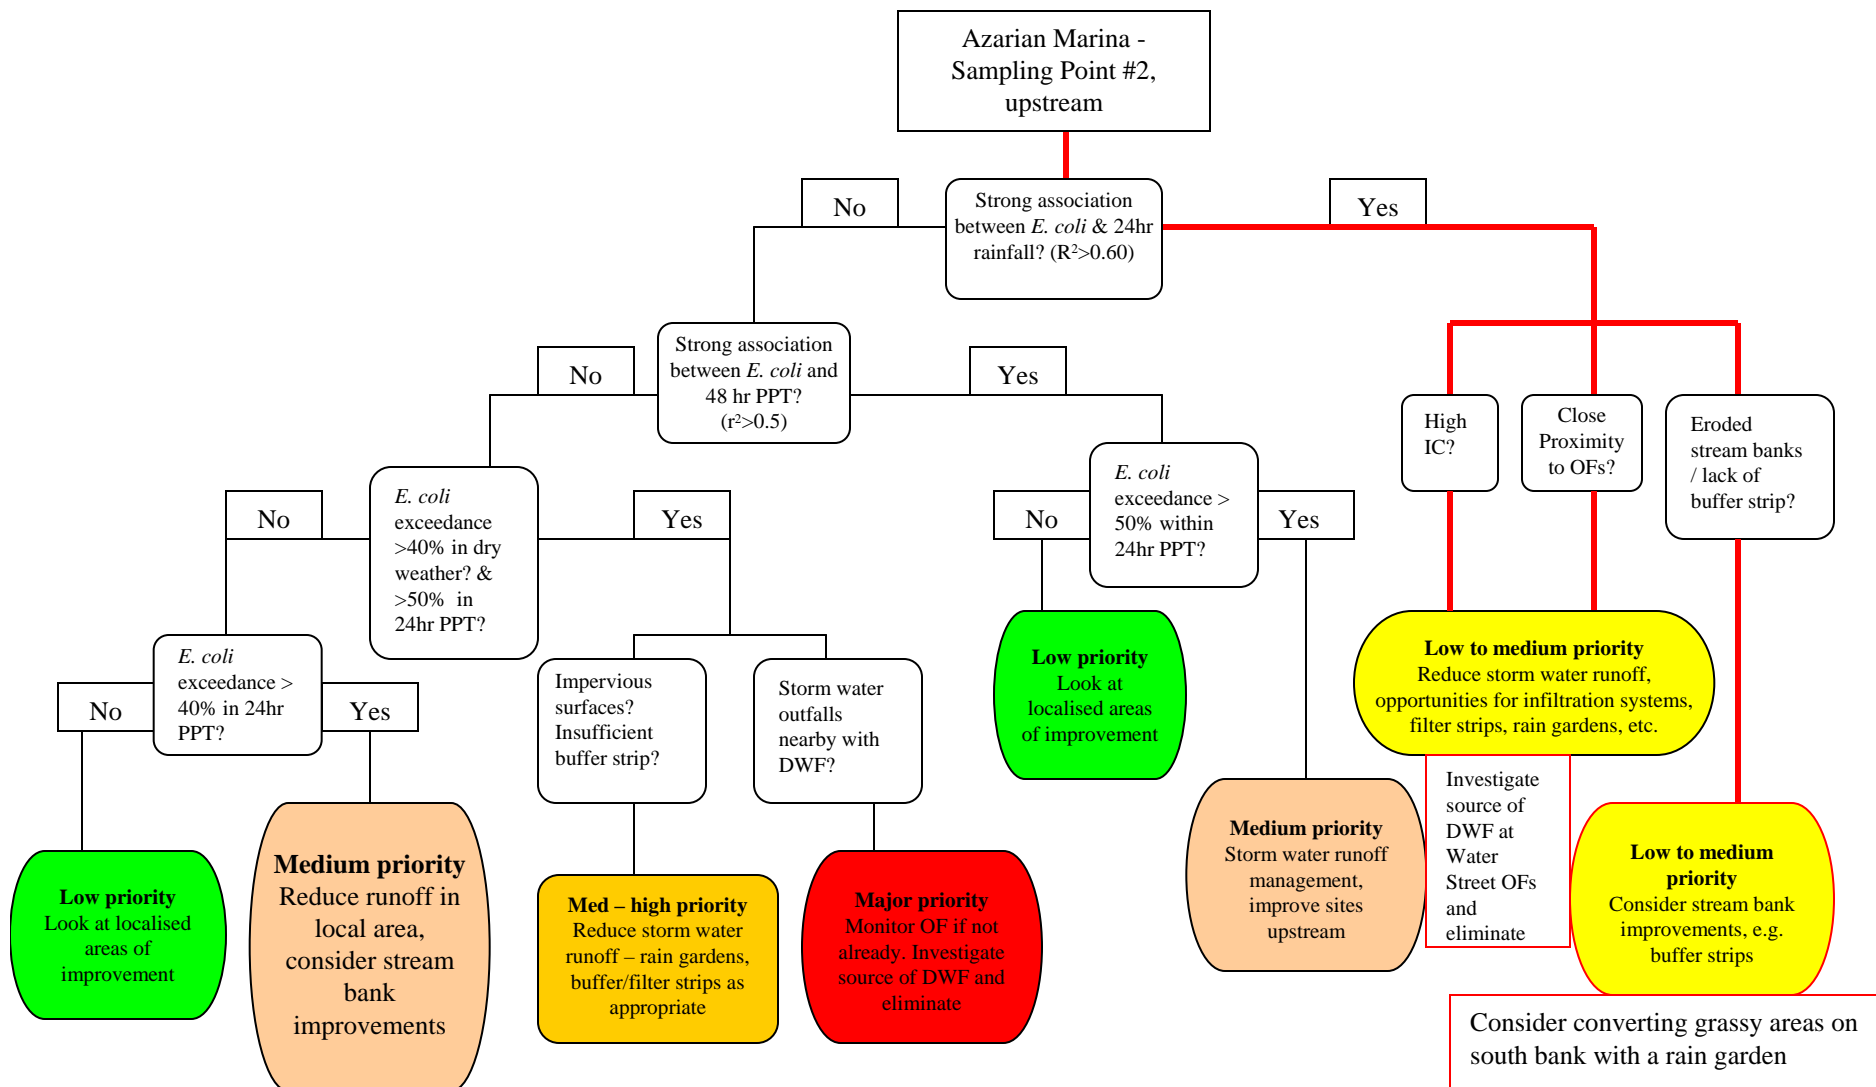 Azarian Marina -
Sampling Point #2,
upstream
No
Strong association
between E. coli & 24hr
rainfall? (R²>0.60)
Yes
Strong association
between E. coli and
48 hr PPT?
(r²>0.5)
No
Yes
High
IC?
Close
Proximity
to OFs?
Eroded
stream banks
/ lack of
buffer strip?
No
E. coli
exceedance
>40% in dry
weather? &
>50% in
24hr PPT?
Yes
No
E. coli
exceedance >
50% within
24hr PPT?
Yes
No
E. coli
exceedance >
40% in 24hr
PPT?
Yes
Impervious
surfaces?
Insufficient
buffer strip?
Storm water
outfalls
nearby with
DWF?
Low priority
Look at
localised areas
of improvement
Low to medium priority
Reduce storm water runoff,
opportunities for infiltration systems,
filter strips, rain gardens, etc.
Low priority
Look at localised
areas of
improvement
Medium priority
Reduce runoff in
local area,
consider stream
bank
improvements
Med – high priority
Reduce storm water
runoff – rain gardens,
buffer/filter strips as
appropriate
Major priority
Monitor OF if not
already. Investigate
source of DWF and
eliminate
Medium priority
Storm water runoff
management,
improve sites
upstream
Investigate
source of
DWF at
Water
Street OFs
and
eliminate
Low to medium
priority
Consider stream bank
improvements, e.g.
buffer strips
Consider converting grassy areas on
south bank with a rain garden